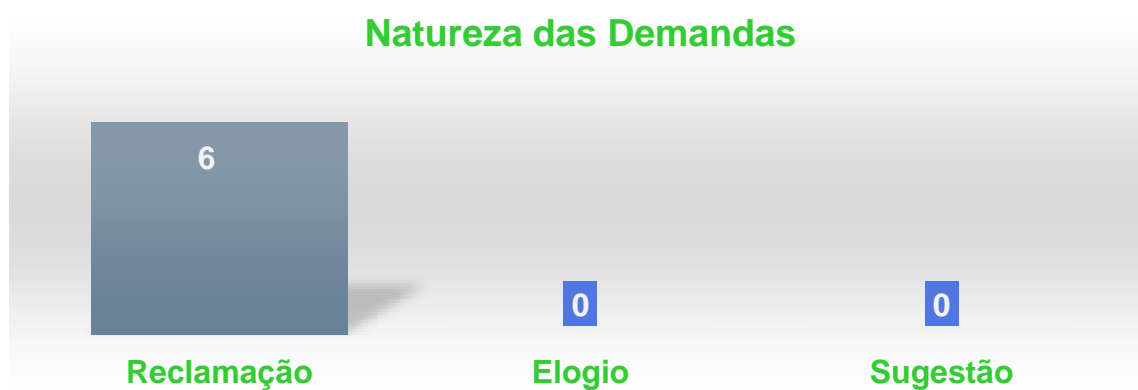 Natureza das Demandas
6
0
0
Reclamação
Elogio
Sugestão